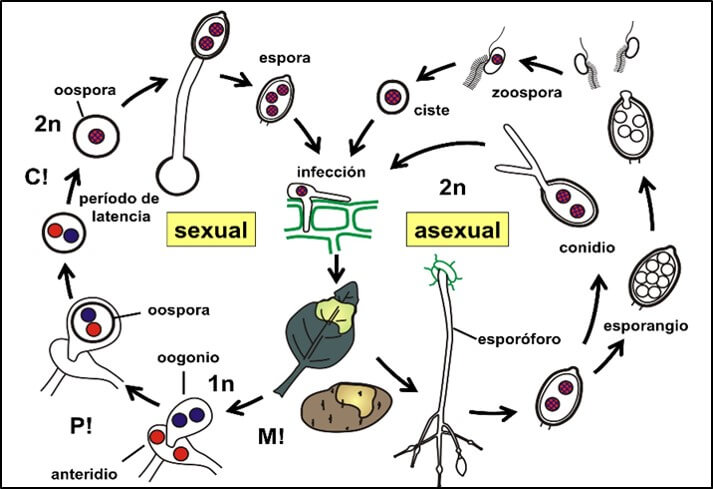 espora
oospora
2n
C!
período de
latencia
sexual
infección
ciste
zoospora
2n
asexual
conidio
esporangio
esporóforo
oospora
oogonio
1n
P!
M!
anteridio